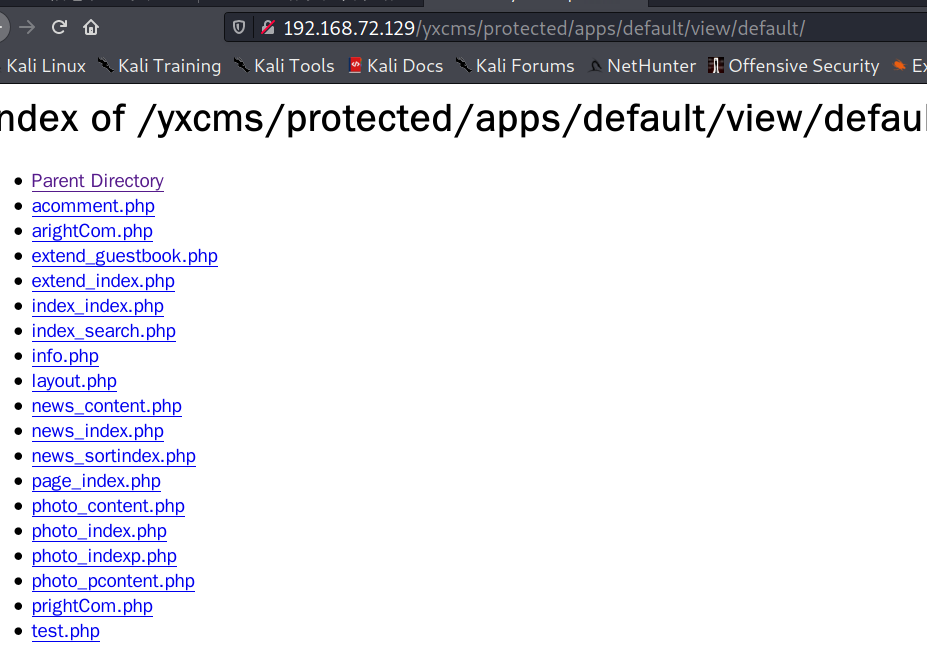 192.168.72.129/yxcms/protected/apps/default/view/default/
Kali Linux Kali Training Kali Tools Kali Docs Kali Forums NetHunter Offensive Security Ex
ndex of /yxcms/protected/apps/default/view/defaul
Parent Directory
acomment.php
arightCom.php
extend_guestbook.php
extend_index.php
index_index.php
index_search.php
info.php
layout.php
news_content.php
news_index.php
news_sortindex.php
page_index.php
photo_content.php
photo_index.php
photo_indexp.php
photo_pcontent.php
prightCom.php
test.php